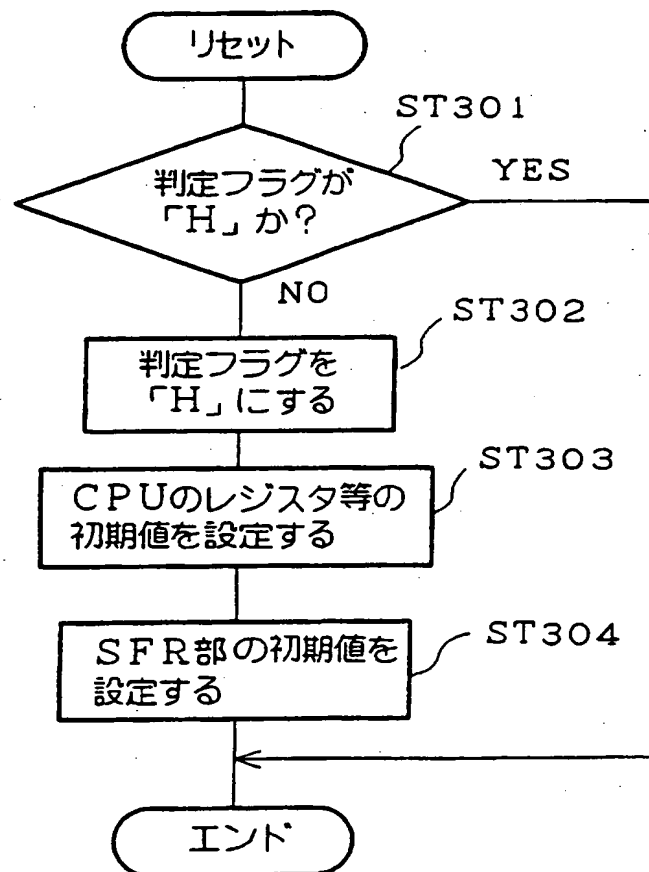 リセット
ST301
判定フラグが
「H」か?
YES
NO
ST302
判定フラグを
「H」にする
ST303
CPUのレジスタ等の
初期値を設定する
ST304
SFR部の初期値を
設定する
エンド